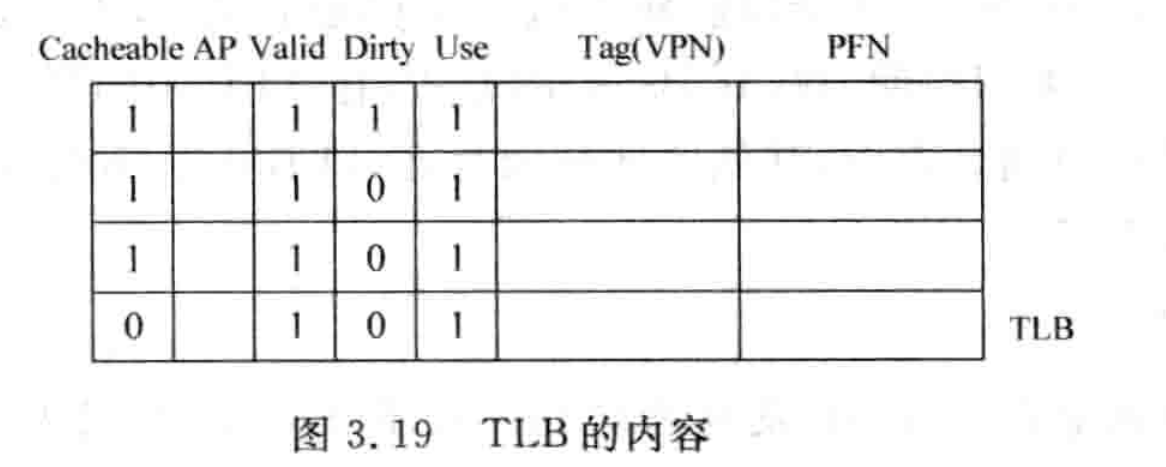 Cacheable AP Valid Dirty Use Tag(VPN) PFN
1 1 1 1
1 1 0 1
1 1 0 1
0 1 0 1
TLB
图 3.19 TLB 的内容